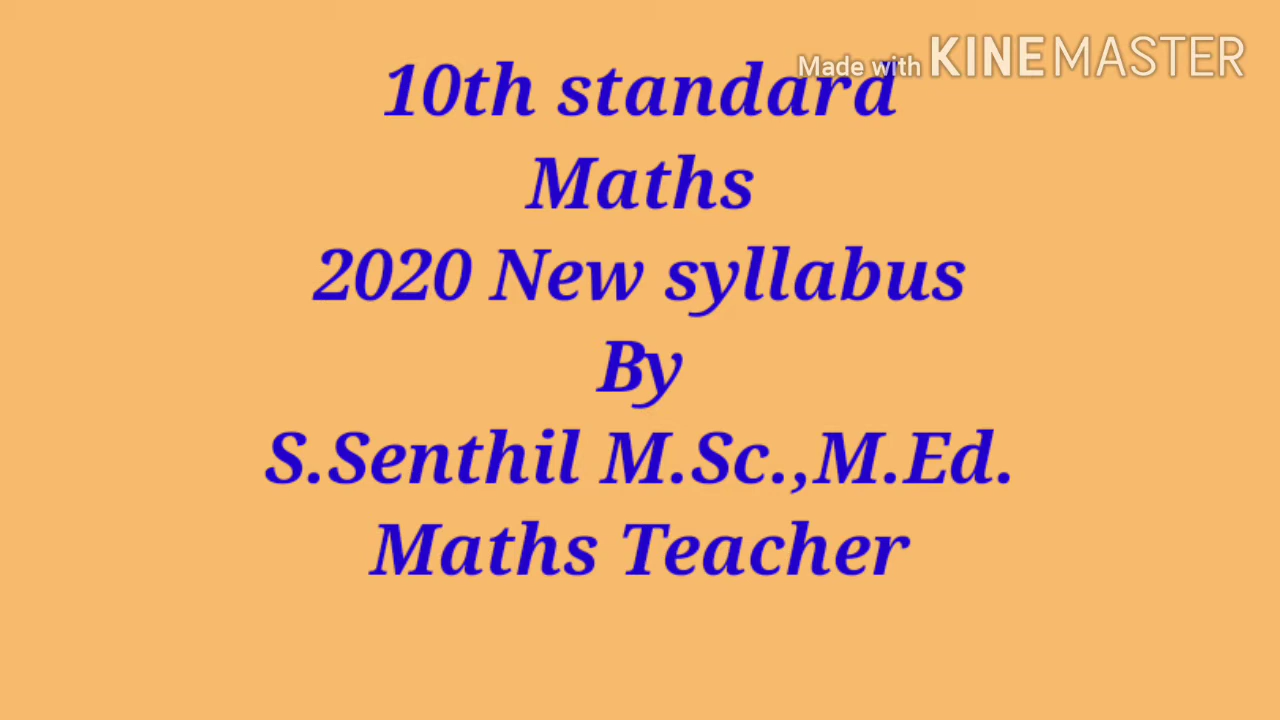 Made with KINEMASTER
10th standard
Maths
2020 New syllabus
By
S.Senthil M.Sc.,M.Ed.
Maths Teacher